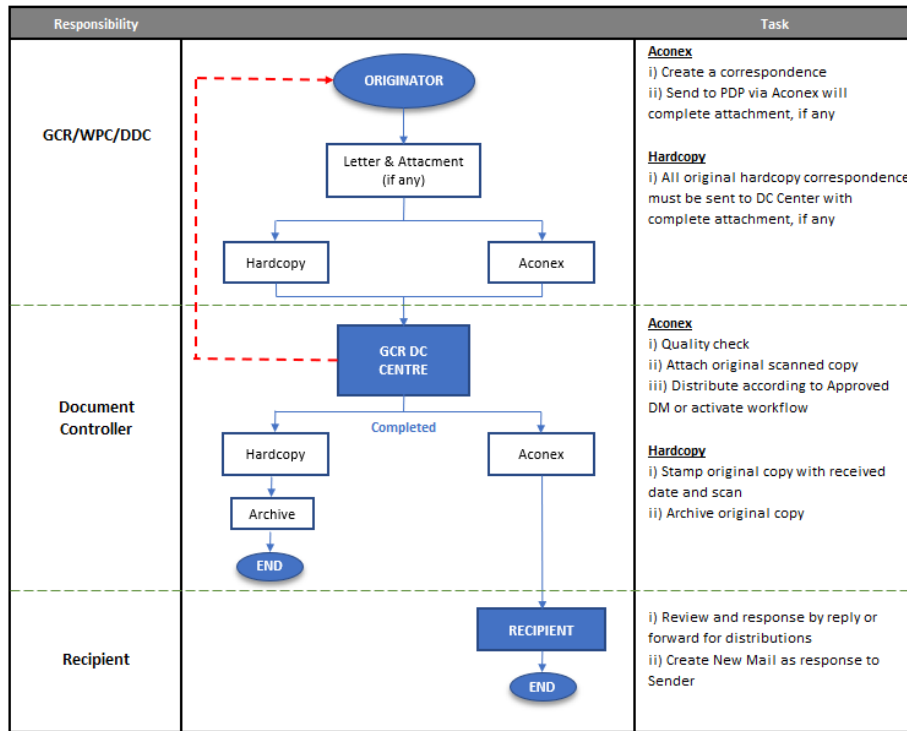 Responsibility
Task
GCR/WPC/DDC
ORIGINATOR
Letter & Attacment
(if any)
Hardcopy
Aconex
Aconex
i) Create a correspondence
ii) Send to PDP via Aconex will
complete attachment, if any
Hardcopy
i) All original hardcopy correspondence
must be sent to DC Center with
complete attachment, if any
Document
Controller
GCR DC
CENTRE
Completed
Hardcopy
Aconex
Archive
END
Aconex
i) Quality check
ii) Attach original scanned copy
iii) Distribute according to Approved
DM or activate workflow
Hardcopy
i) Stamp original copy with received
date and scan
ii) Archive original copy
Recipient
RECIPIENT
END
i) Review and response by reply or
forward for distributions
ii) Create New Mail as response to
Sender